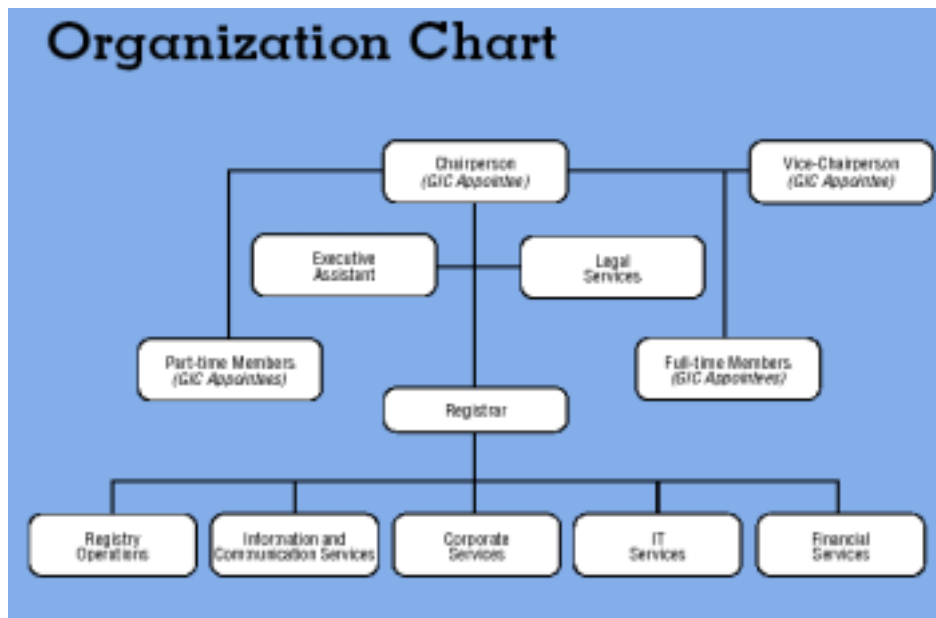 Organization Chart
Chairperson
(GIC Appointee)
Vice-Chairperson
(GIC Appointee)
Executive
Assistant
Legal
Services
Part-time Members
(GIC Appointees)
Full-time Members
(GIC Appointees)
Registrar
Registry
Operations
Information and
Communication Services
Corporate
Services
IT
Services
Financial
Services